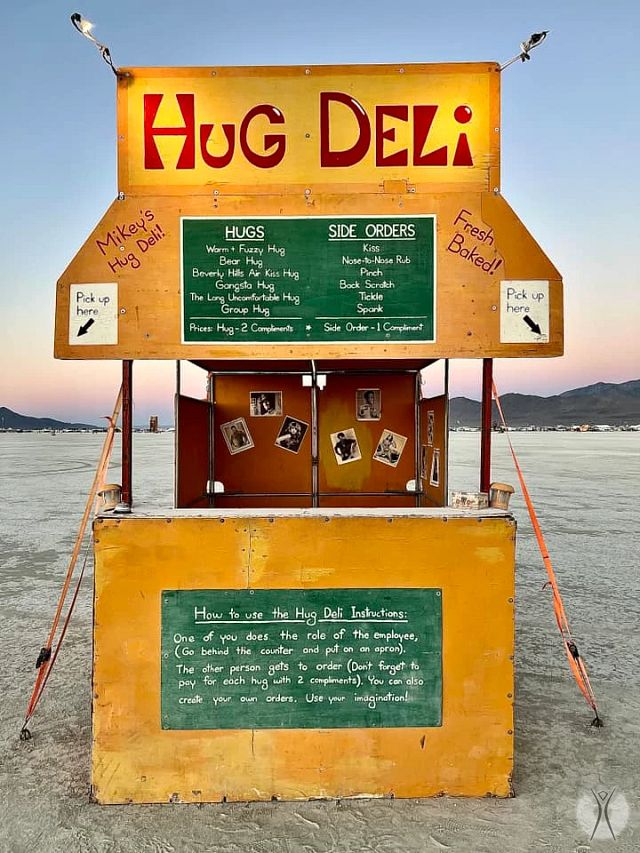 HUG DELi
MiKeY's
Hug Deli!
Fresh
Baked!
HUGS
Warm + Fuzzy Hug
Bear Hug
Beverly Hills Air Kiss Hug
Gangsta Hug
The Long Uncomfortable Hug
Group Hug
SIDE ORDERS
Kiss
Nose-to-Nose Rub
Pinch
Back Scratch
Tickle
Spank
Prices: Hug - 2 Compliments * Side Order - 1 Compliment
Pick up
here
Pick up
here
How to use the Hug Deli Instructions:
One of you does the role of the employee,
(Go behind the counter and put on an apron).
The other person gets to order (Don't forget to
pay for each hug with 2 compliments). You can also
create your own orders. Use your imagination!